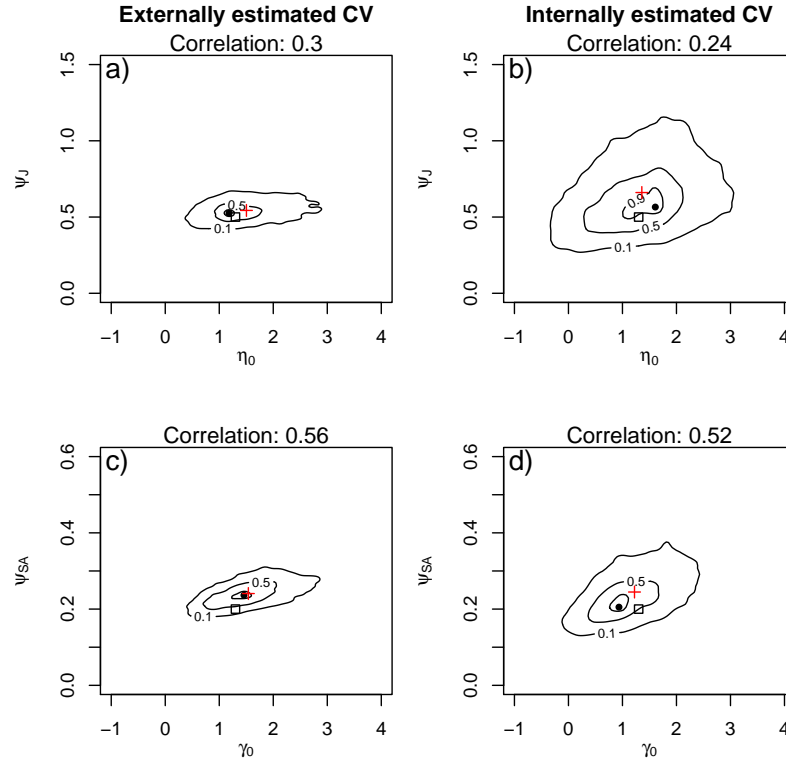 Externally estimated CV
Internally estimated CV
Correlation: 0.3
Correlation: 0.24
a)
b)
1.5
1.0
0.5
0.0
ψJ
0.5
0.1
−1 0 1 2 3 4
η0
1.5
1.0
0.5
0.0
ψJ
0.9
0.5
0.1
−1 0 1 2 3 4
η0
Correlation: 0.56
Correlation: 0.52
c)
d)
0.6
0.4
0.2
0.0
ψSA
0.5
0.1
−1 0 1 2 3 4
γ0
0.6
0.4
0.2
0.0
ψSA
0.5
0.1
−1 0 1 2 3 4
γ0